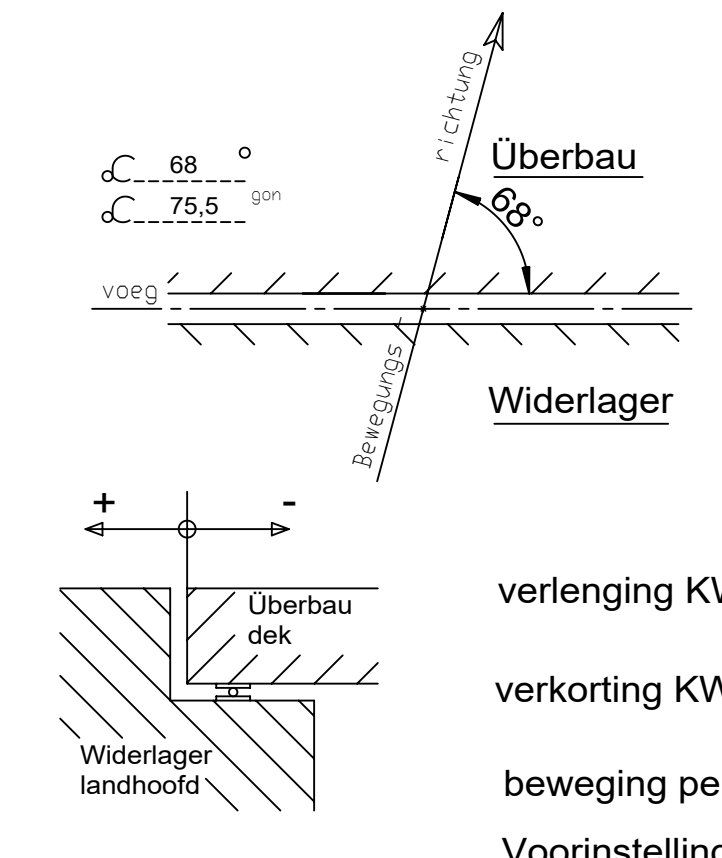 richtung
Überbau
68 °
75,5 gon
68°
voeg
Bewegungs
Widerlager
+ -
Überbau
dek
verlenging KW
verkorting KW
Widerlager
landhoofd
beweging pe
Voorinstelling